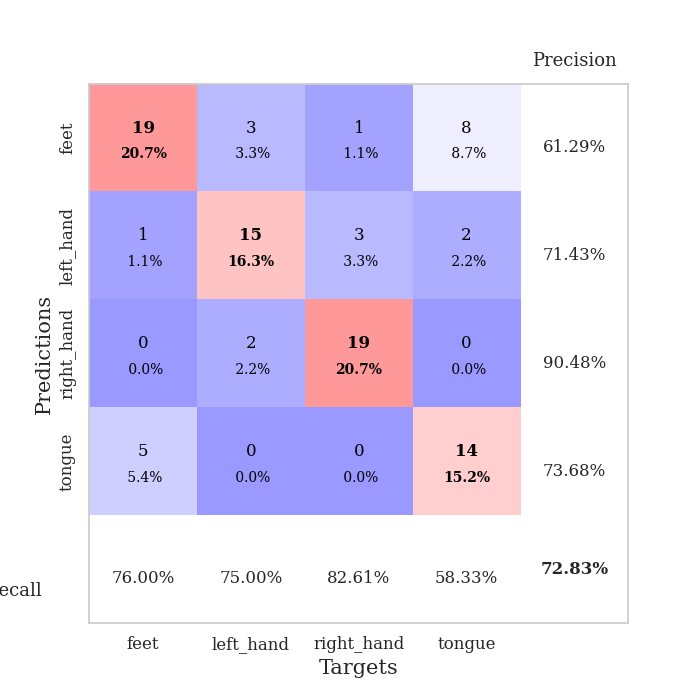 Precision
feet 19 3 1 8 61.29%
20.7% 3.3% 1.1% 8.7%
left_hand 1 15 3 2 71.43%
1.1% 16.3% 3.3% 2.2%
Predictions
right_hand 0 2 19 0 90.48%
0.0% 2.2% 20.7% 0.0%
tongue 5 0 0 14 73.68%
5.4% 0.0% 0.0% 15.2%
ecall 76.00% 75.00% 82.61% 58.33% 72.83%
feet left_hand right_hand tongue
Targets